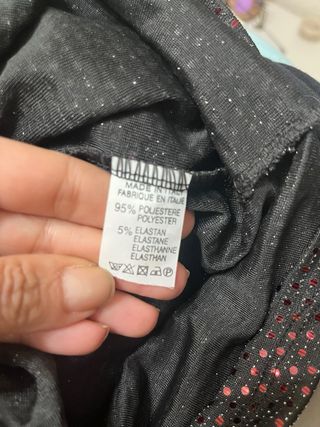 MADE IN ITALY
FABRIQUE EN ITALIE
95% POLIESTERE
POLYESTER
5% ELASTAN
ELASTANE
ELASTHANNE
ELASTHAN